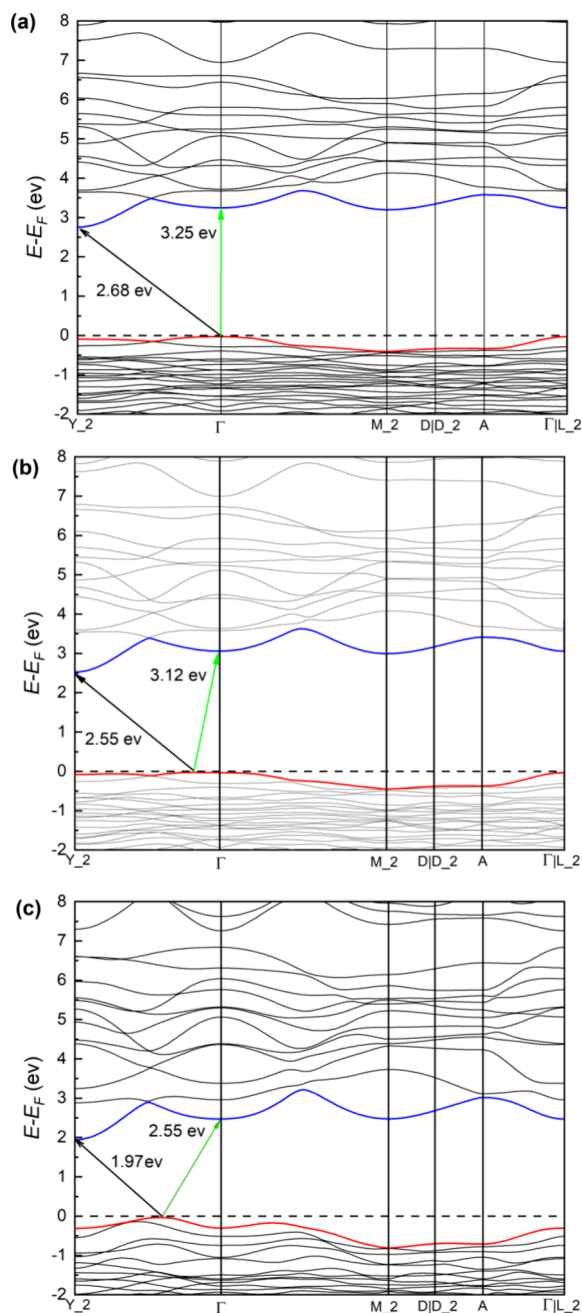 (a)
8
7
6
5
4
3
2
1
0
-1
-2
E-E_F (ev)
3.25 ev
2.68 ev
Y_2 Γ M_2 D|D_2 A Γ|L_2
(b)
8
7
6
5
4
3
2
1
0
-1
-2
E-E_F (ev)
3.12 ev
2.55 ev
Y_2 Γ M_2 D|D_2 A Γ|L_2
(c)
8
7
6
5
4
3
2
1
0
-1
-2
E-E_F (ev)
2.55 ev
1.97ev
Y_2 Γ M_2 D|D_2 A Γ|L_2